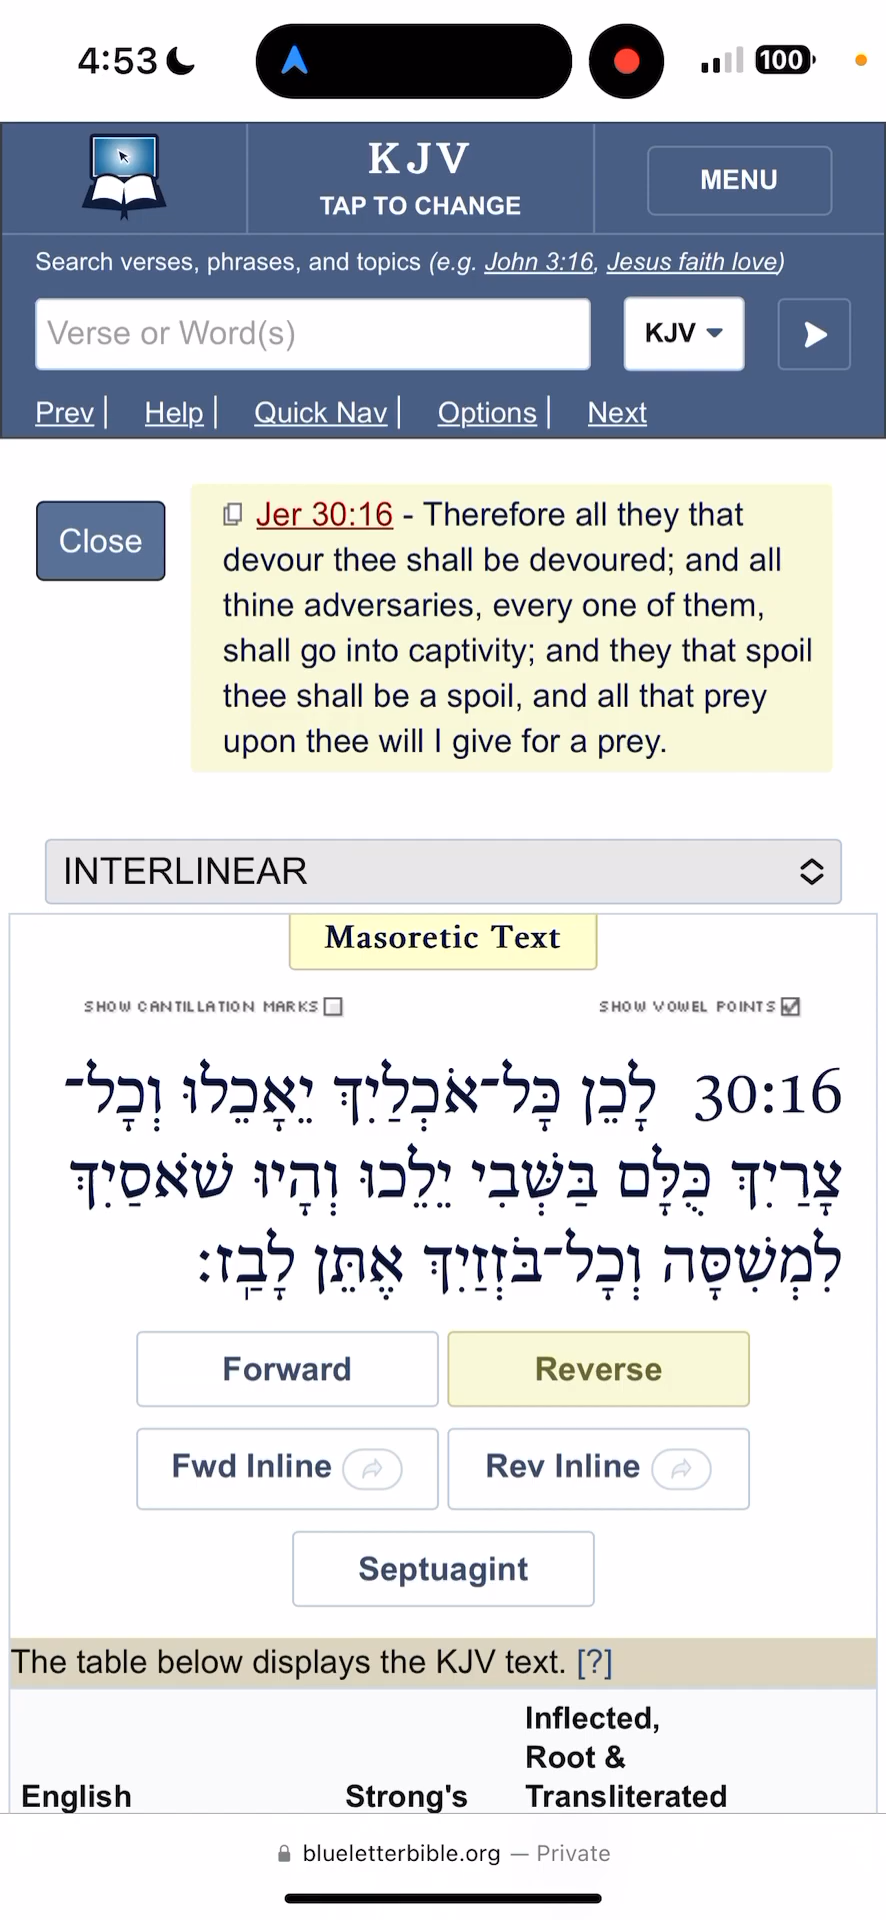 4:53
100
KJV
TAP TO CHANGE
MENU
Search verses, phrases, and topics (e.g. John 3:16, Jesus faith love)
Verse or Word(s)
KJV
Prev | Help | Quick Nav | Options | Next
Close
Jer 30:16 - Therefore all they that
devour thee shall be devoured; and all
thine adversaries, every one of them,
shall go into captivity; and they that spoil
thee shall be a spoil, and all that prey
upon thee will I give for a prey.
INTERLINEAR
Masoretic Text
SHOW CANTILLATION MARKS
SHOW VOWEL POINTS
30:16 לָכֵן כָּל־אֹכְלַיִךְ יֵאָכֵלוּ וְכָל־
צָרַיִךְ כֻּלָּם בַּשְּׁבִי יֵלֵכוּ וְהָיוּ שֹׁאסַיִךְ
לִמְשִׁסָּה וְכָל־בֹּזְזַיִךְ אֶתֵּן לָבַֽז׃
Forward
Reverse
Fwd Inline
Rev Inline
Septuagint
The table below displays the KJV text. [?]
English
Strong's
Inflected,
Root &
Transliterated
blueletterbible.org — Private